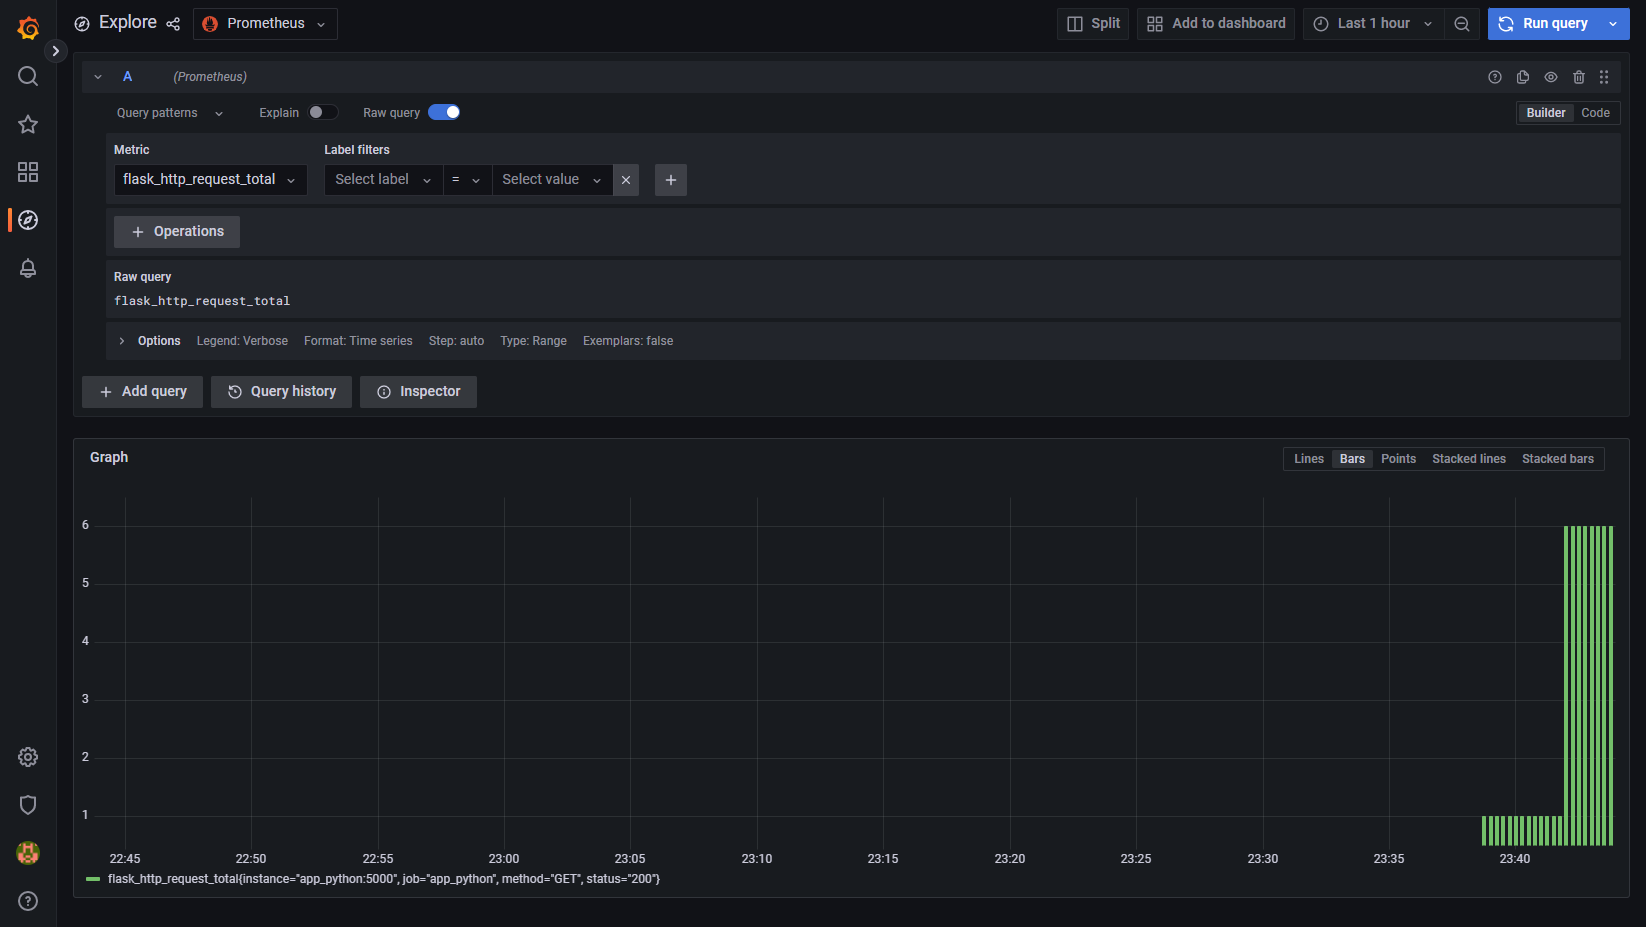 Explore Prometheus Split Add to dashboard Last 1 hour Run query
A (Prometheus)
Query patterns Explain Raw query Builder Code
Metric Label filters
flask_http_request_total Select label = Select value
Operations
Raw query
flask_http_request_total
Options Legend: Verbose Format: Time series Step: auto Type: Range Exemplars: false
Add query Query history Inspector
Graph Lines Bars Points Stacked lines Stacked bars
6
5
4
3
2
1
22:45 22:50 22:55 23:00 23:05 23:10 23:15 23:20 23:25 23:30 23:35 23:40
flask_http_request_total{instance="app_python:5000", job="app_python", method="GET", status="200"}